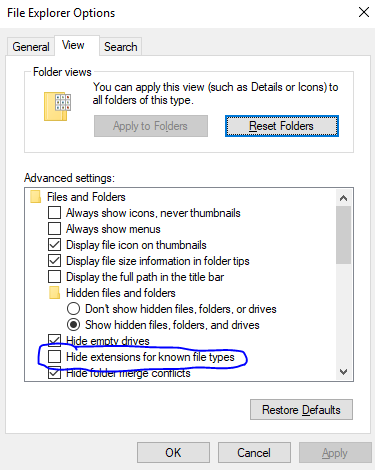 File Explorer Options
General View Search
Folder views
You can apply this view (such as Details or Icons) to
all folders of this type.
Apply to Folders Reset Folders
Advanced settings:
Files and Folders
Always show icons, never thumbnails
Always show menus
Display file icon on thumbnails
Display file size information in folder tips
Display the full path in the title bar
Hidden files and folders
Don't show hidden files, folders, or drives
Show hidden files, folders, and drives
Hide empty drives
Hide extensions for known file types
Hide folder merge conflicts
Restore Defaults
OK Cancel Apply